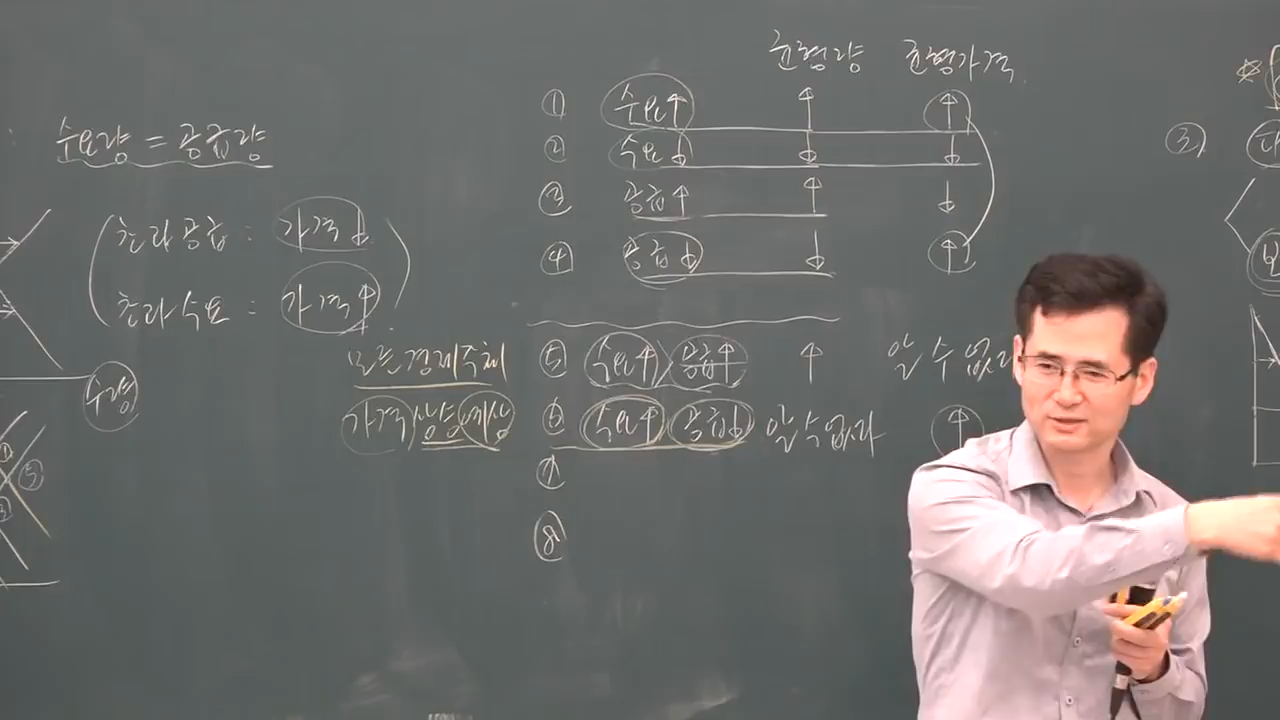 균형량 균형가격
수요량 = 공급량
초과공급 : 가격↓
초과수요 : 가격↑
수량
① 수요↑ ↑ ↑
② 수요↓ ↓ ↓
③ 공급↑ ↑ ↓
④ 공급↓ ↓ ↑
모든경제주체
가격상승예상
⑤ 수요↑ 공급↑ ↑ 알 수 없다
⑥ 수요↑ 공급↓ 알 수 없다 ↑
⑦
⑧
① ⑤
③